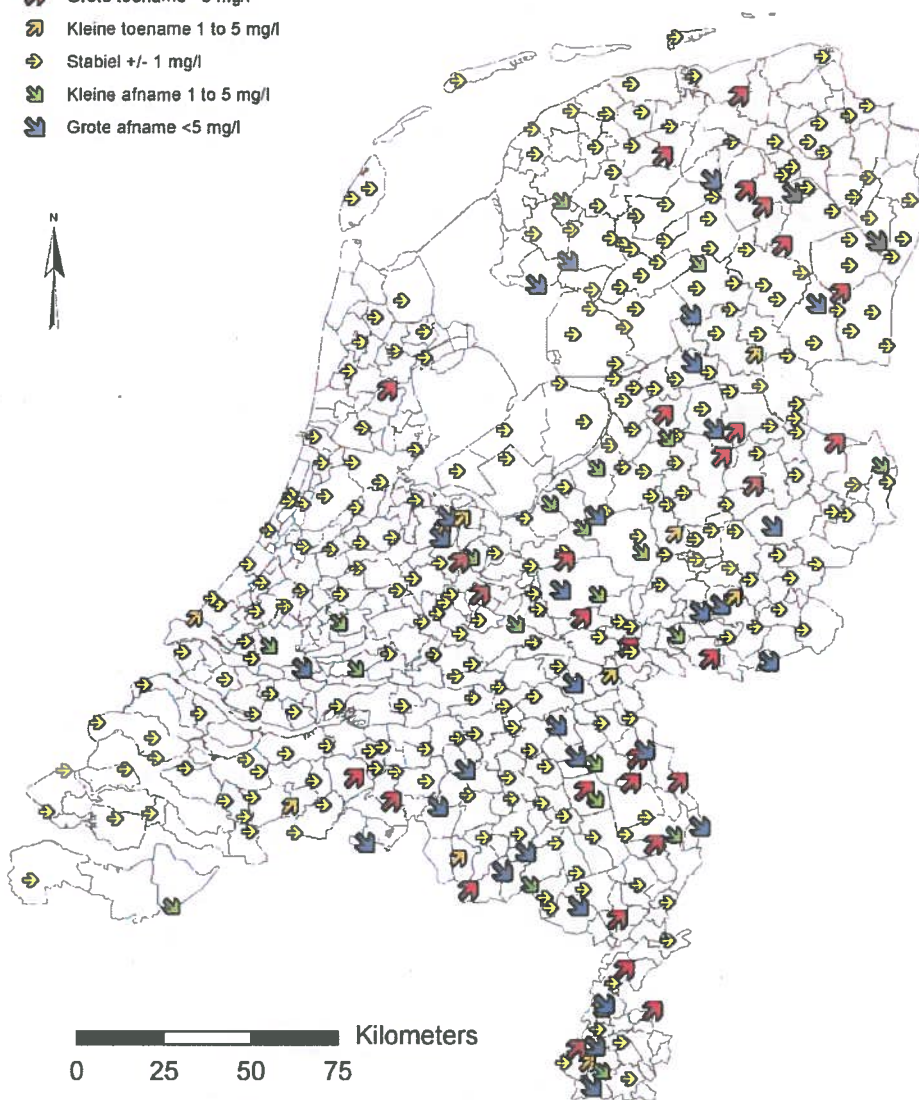 Kleine toename 1 to 5 mg/l
Stabiel +/- 1 mg/l
Kleine afname 1 to 5 mg/l
Grote afname <5 mg/l
N
Kilometers
0 25 50 75